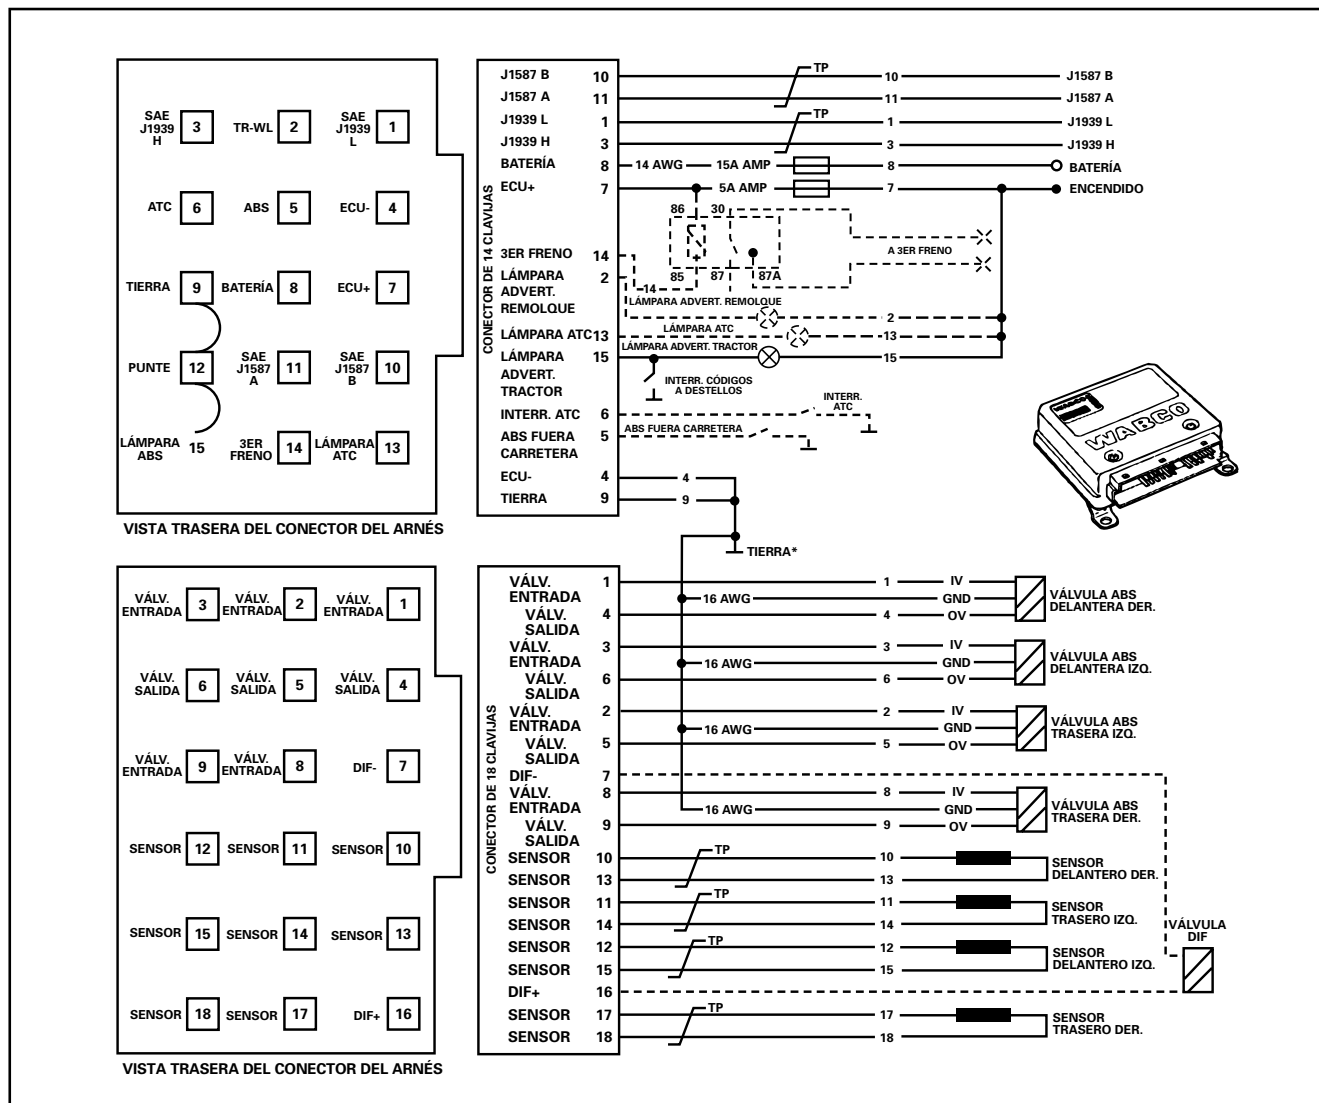 SAE
J1939
H
3
TR-WL
2
SAE
J1939
L
1
ATC
6
ABS
5
ECU-
4
TIERRA
9
BATERÍA
8
ECU+
7
PUNTE
12
SAE
J1587
A
11
SAE
J1587
B
10
LÁMPARA
ABS
15
3ER
FRENO
14
LÁMPARA
ATC
13
VISTA TRASERA DEL CONECTOR DEL ARNÉS
CONECTOR DE 14 CLAVIJAS
J1587 B 10 TP 10 J1587 B
J1587 A 11 11 J1587 A
J1939 L 1 TP 1 J1939 L
J1939 H 3 3 J1939 H
BATERÍA 8 14 AWG 15A AMP 8 BATERÍA
ECU+ 7 5A AMP 7 ENCENDIDO
86 30
A 3ER FRENO
3ER FRENO 14
85 87 87A
14
LÁMPARA 2
ADVERT.
REMOLQUE
LÁMPARA ADVERT. REMOLQUE
2
LÁMPARA ATC 13 LÁMPARA ATC 13
LÁMPARA 15 LÁMPARA ADVERT. TRACTOR 15
ADVERT.
TRACTOR
INTERR. CÓDIGOS
A DESTELLOS
INTERR. ATC 6
INTERR.
ATC
ABS FUERA 5 ABS FUERA CARRETERA
CARRETERA
ECU- 4 4
TIERRA 9 9
TIERRA*
WABCO
WABCO
VÁLV.
ENTRADA
3
VÁLV.
ENTRADA
2
VÁLV.
ENTRADA
1
VÁLV.
SALIDA
6
VÁLV.
SALIDA
5
VÁLV.
SALIDA
4
VÁLV.
ENTRADA
9
VÁLV.
ENTRADA
8
DIF-
7
SENSOR
12
SENSOR
11
SENSOR
10
SENSOR
15
SENSOR
14
SENSOR
13
SENSOR
18
SENSOR
17
DIF+
16
VISTA TRASERA DEL CONECTOR DEL ARNÉS
CONECTOR DE 18 CLAVIJAS
VÁLV. 1 1 IV
ENTRADA 16 AWG GND
VÁLV. 4 4 OV
SALIDA
VÁLVULA ABS
DELANTERA DER.
VÁLV. 3 3 IV
ENTRADA 16 AWG GND
VÁLV. 6 6 OV
SALIDA
VÁLVULA ABS
DELANTERA IZQ.
VÁLV. 2 2 IV
ENTRADA 16 AWG GND
VÁLV. 5 5 OV
SALIDA
VÁLVULA ABS
TRASERA IZQ.
DIF- 7
VÁLV. 8 8 IV
ENTRADA 16 AWG GND
VÁLV. 9 9 OV
SALIDA
VÁLVULA ABS
TRASERA DER.
SENSOR 10 TP 10
SENSOR 13 13
SENSOR
DELANTERO DER.
SENSOR 11 TP 11
SENSOR 14 14
SENSOR
TRASERO IZQ.
SENSOR 12 TP 12
SENSOR 15 15
SENSOR
DELANTERO IZQ.
VÁLVULA
DIF
DIF+ 16
SENSOR 17 TP 17
SENSOR 18 18
SENSOR
TRASERO DER.